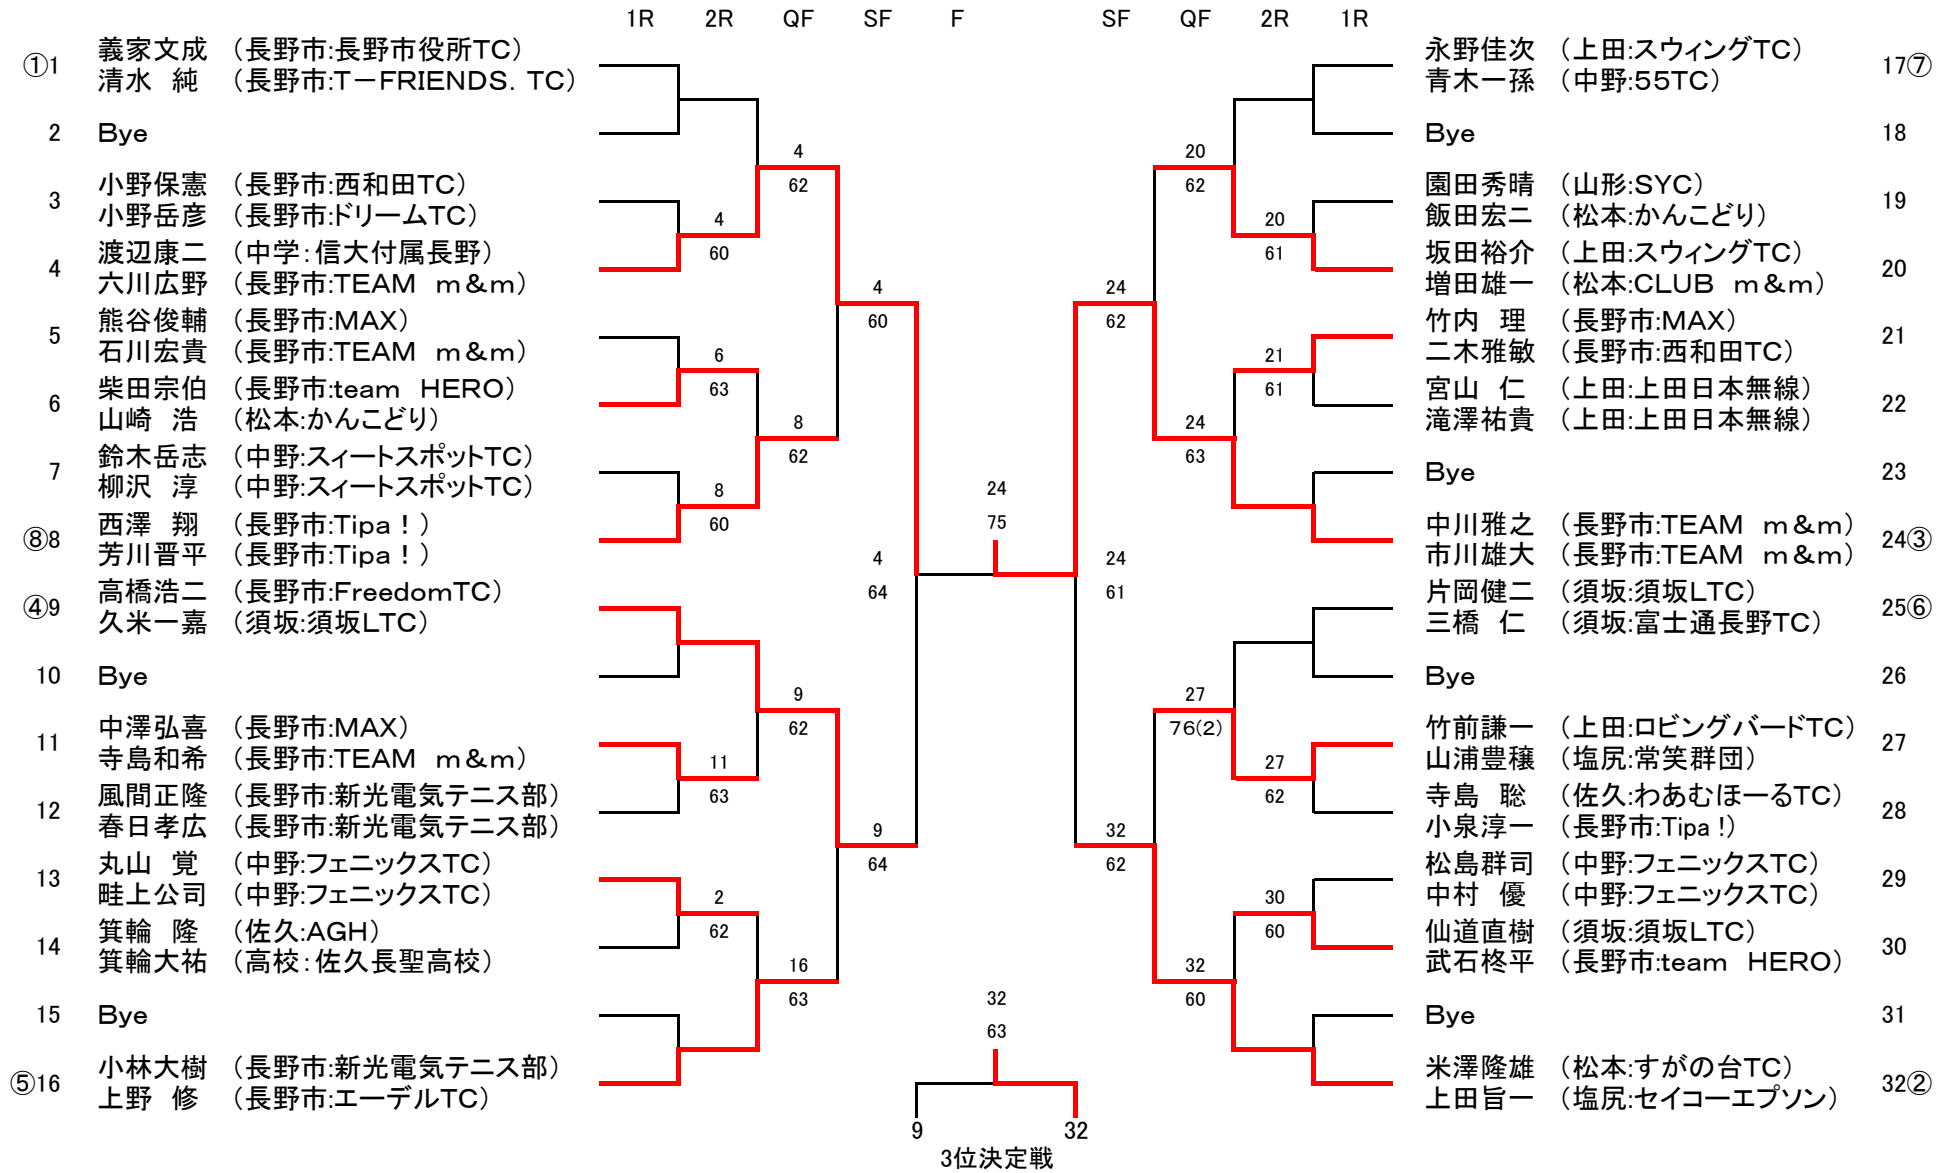 1R 2R QF SF F SF QF 2R 1R
①1 義家文成 （長野市:長野市役所TC）
清水　純 （長野市:T－FRIENDS．TC）
2 Bye
3 小野保憲 （長野市:西和田TC）
小野岳彦 （長野市:ドリームTC）
4 渡辺康二 （中学：信大付属長野）
六川広野 （長野市:TEAM　m＆m）
5 熊谷俊輔 （長野市:MAX）
石川宏貴 （長野市:TEAM　m＆m）
6 柴田宗伯 （長野市:team　HERO）
山崎　浩 （松本:かんこどり）
7 鈴木岳志 （中野:スィートスポットTC）
柳沢　淳 （中野:スィートスポットTC）
⑧8 西澤　翔 （長野市:Tipa！）
芳川晋平 （長野市:Tipa！）
④9 高橋浩二 （長野市:FreedomTC）
久米一嘉 （須坂:須坂LTC）
10 Bye
11 中澤弘喜 （長野市:MAX）
寺島和希 （長野市:TEAM　m＆m）
12 風間正隆 （長野市:新光電気テニス部）
春日孝広 （長野市:新光電気テニス部）
13 丸山　覚 （中野:フェニックスTC）
畦上公司 （中野:フェニックスTC）
14 箕輪　隆 （佐久:AGH）
箕輪大祐 （高校：佐久長聖高校）
15 Bye
⑤16 小林大樹 （長野市:新光電気テニス部）
上野　修 （長野市:エーデルTC）
4
60
6
63
8
60
11
63
2
62
4
62
8
62
9
62
16
63
4
60
9
64
4
64
24
75
24
61
24
62
32
62
20
62
24
63
27
76(2)
32
60
20
61
21
61
27
62
30
60
永野佳次 （上田:スウィングTC） 17⑦
青木一孫 （中野:55TC）
Bye 18
園田秀晴 （山形:SYC） 19
飯田宏二 （松本:かんこどり）
坂田裕介 （上田:スウィングTC） 20
増田雄一 （松本:CLUB　m＆m）
竹内　理 （長野市:MAX） 21
二木雅敏 （長野市:西和田TC）
宮山　仁 （上田:上田日本無線） 22
滝澤祐貴 （上田:上田日本無線）
Bye 23
中川雅之 （長野市:TEAM　m＆m） 24③
市川雄大 （長野市:TEAM　m＆m）
片岡健二 （須坂:須坂LTC） 25⑥
三橋　仁 （須坂:富士通長野TC）
Bye 26
竹前謙一 （上田:ロビングバードTC） 27
山浦豊穣 （塩尻:常笑群団）
寺島　聡 （佐久:わあむほーるTC） 28
小泉淳一 （長野市:Tipa！)
松島群司 （中野:フェニックスTC） 29
中村　優 （中野:フェニックスTC）
仙道直樹 （須坂:須坂LTC） 30
武石柊平 （長野市:team　HERO）
Bye 31
米澤隆雄 （松本:すがの台TC） 32②
上田旨一 （塩尻:セイコーエプソン）
32
63
9 32
3位決定戦